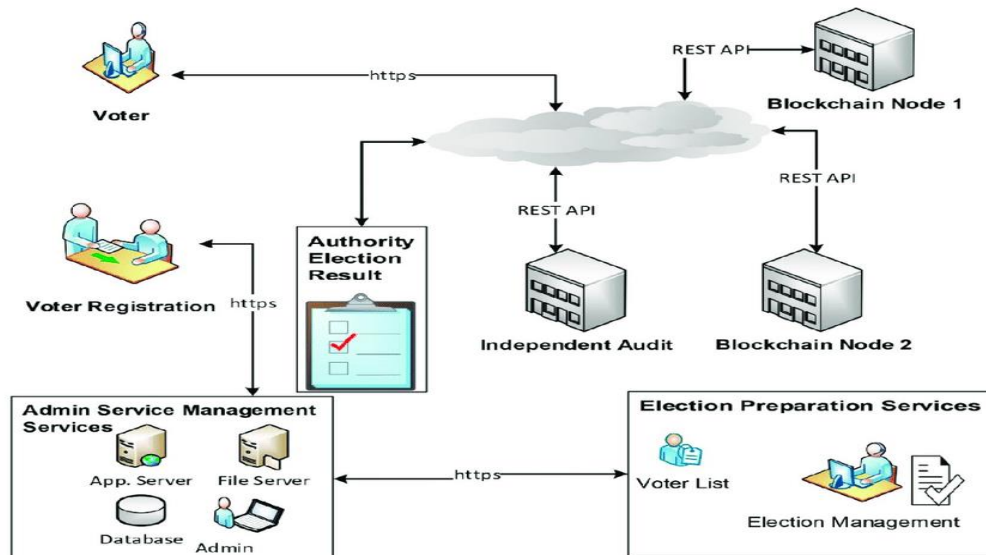 REST API
Blockchain Node 1
https
Voter
REST API
REST API
Authority
Election
Result
Voter Registration
https
Independent Audit
Blockchain Node 2
Admin Service Management
Services
App. Server
File Server
Database
Admin
https
Election Preparation Services
Voter List
Election Management